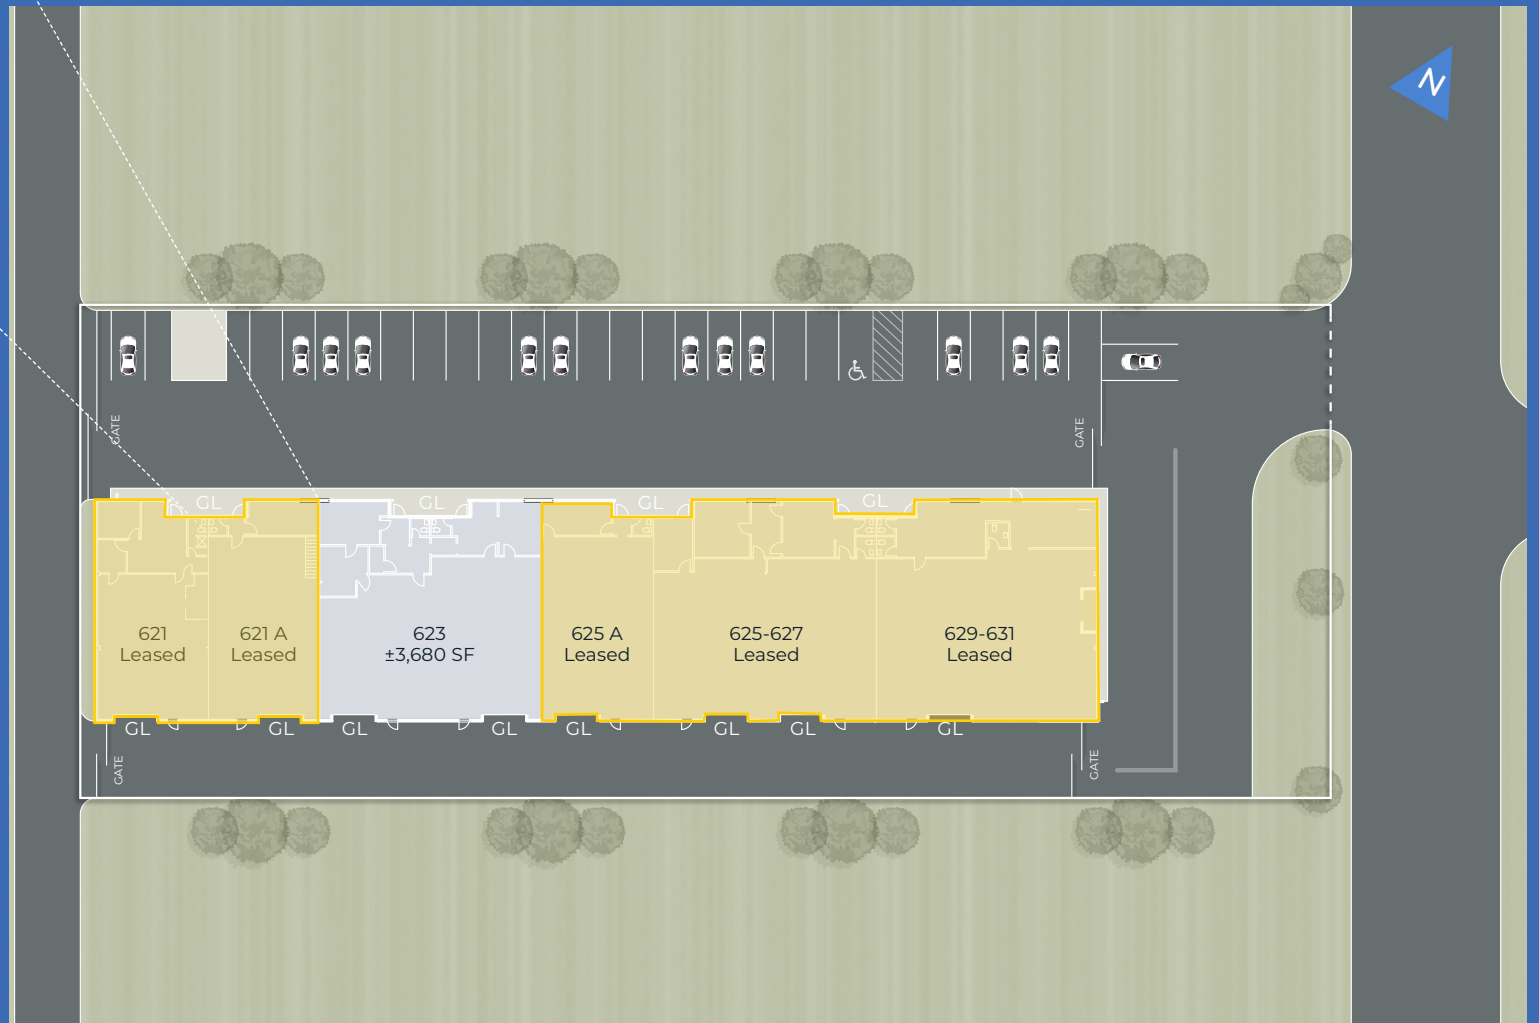 N
GATE
GATE
GL
GL
GL
GL
621
Leased
621 A
Leased
623
±3,680 SF
625 A
Leased
625-627
Leased
629-631
Leased
GL
GL
GL
GL
GL
GL
GL
GL
GATE
GATE